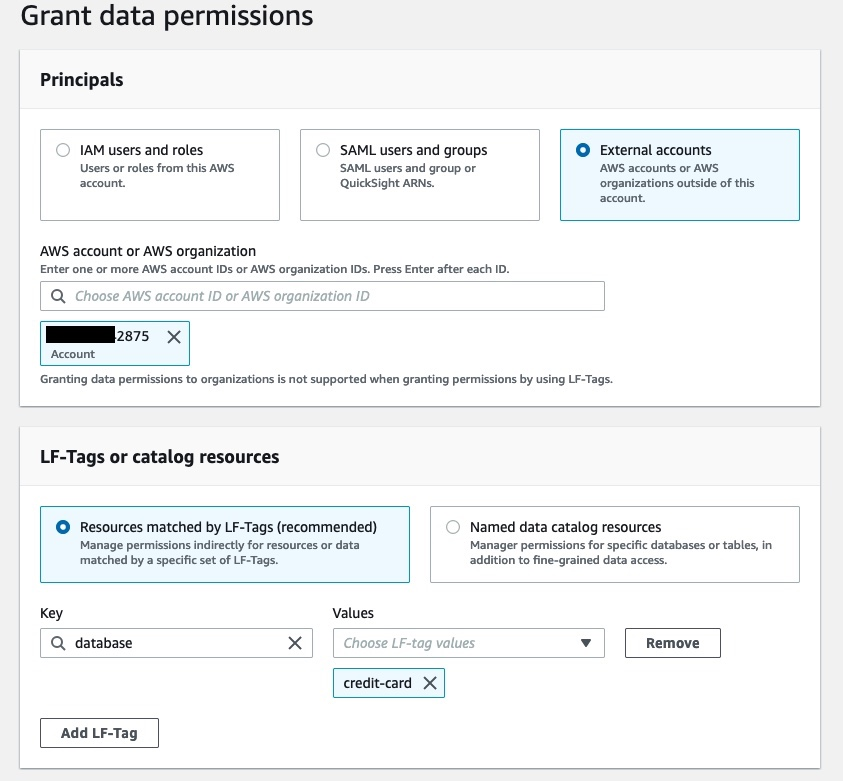 Grant data permissions
Principals
IAM users and roles
Users or roles from this AWS
account.
SAML users and groups
SAML users and group or
QuickSight ARNs.
External accounts
AWS accounts or AWS
organizations outside of this
account.
AWS account or AWS organization
Enter one or more AWS account IDs or AWS organization IDs. Press Enter after each ID.
Choose AWS account ID or AWS organization ID
2875
Account
Granting data permissions to organizations is not supported when granting permissions by using LF-Tags.
LF-Tags or catalog resources
Resources matched by LF-Tags (recommended)
Manage permissions indirectly for resources or data
matched by a specific set of LF-Tags.
Named data catalog resources
Manager permissions for specific databases or tables, in
addition to fine-grained data access.
Key
Values
database
Choose LF-tag values
Remove
credit-card
Add LF-Tag